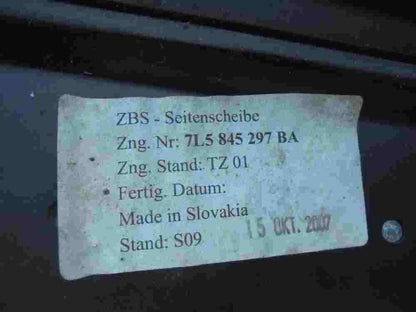 ZBS - Seitenscheibe
Zng. Nr: 7L5 845 297 BA
Zng. Stand: TZ 01
Fertig. Datum:
Made in Slovakia
Stand: S09 15 OKT. 2007